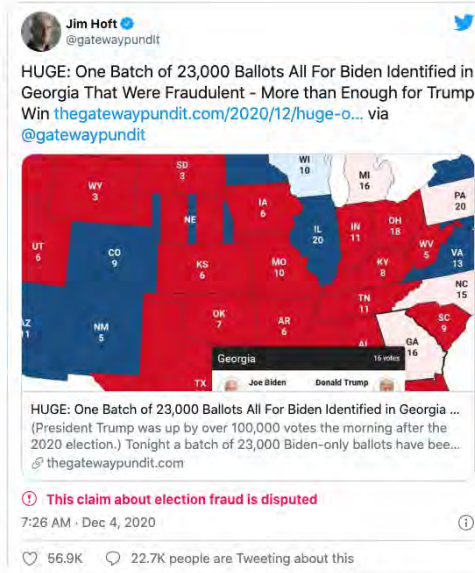 Jim Hoft
@gatewaypundit
HUGE: One Batch of 23,000 Ballots All For Biden Identified in
Georgia That Were Fraudulent - More than Enough for Trump
Win thegatewaypundit.com/2020/12/huge-o... via
@gatewaypundit
SD
3
WI
10
MI
16
WY
3
IA
6
PA
20
NE
UT
6
CO
9
IL
20
IN
11
OH
18
WV
5
VA
13
KS
6
MO
10
KY
8
NC
15
TN
11
AZ
11
NM
5
OK
7
AR
6
SC
9
AL
GA
16
TX
Georgia 16 votes
Joe Biden Donald Trump
HUGE: One Batch of 23,000 Ballots All For Biden Identified in Georgia ...
(President Trump was up by over 100,000 votes the morning after the
2020 election.) Tonight a batch of 23,000 Biden-only ballots have bee...
thegatewaypundit.com
This claim about election fraud is disputed
7:26 AM · Dec 4, 2020
56.9K 22.7K people are Tweeting about this